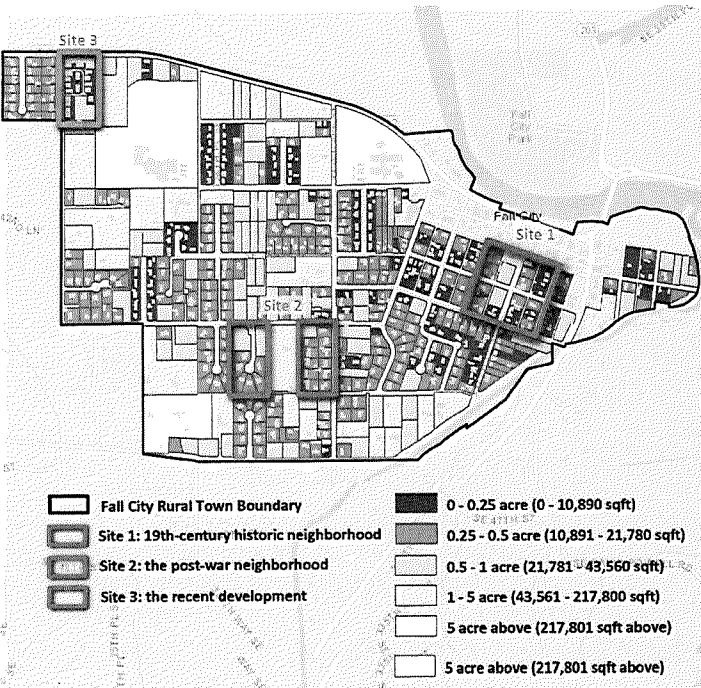 Site 3
203
Fall
City
Park
Fall City
Site 1
Site 2
Fall City Rural Town Boundary
Site 1: 19th-century historic neighborhood
Site 2: the post-war neighborhood
Site 3: the recent development
0 - 0.25 acre (0 - 10,890 sqft)
SE 47TH ST
0.25 - 0.5 acre (10,891 - 21,780 sqft)
0.5 - 1 acre (21,781 - 43,560 sqft)
1 - 5 acre (43,561 - 217,800 sqft)
5 acre above (217,801 sqft above)
5 acre above (217,801 sqft above)